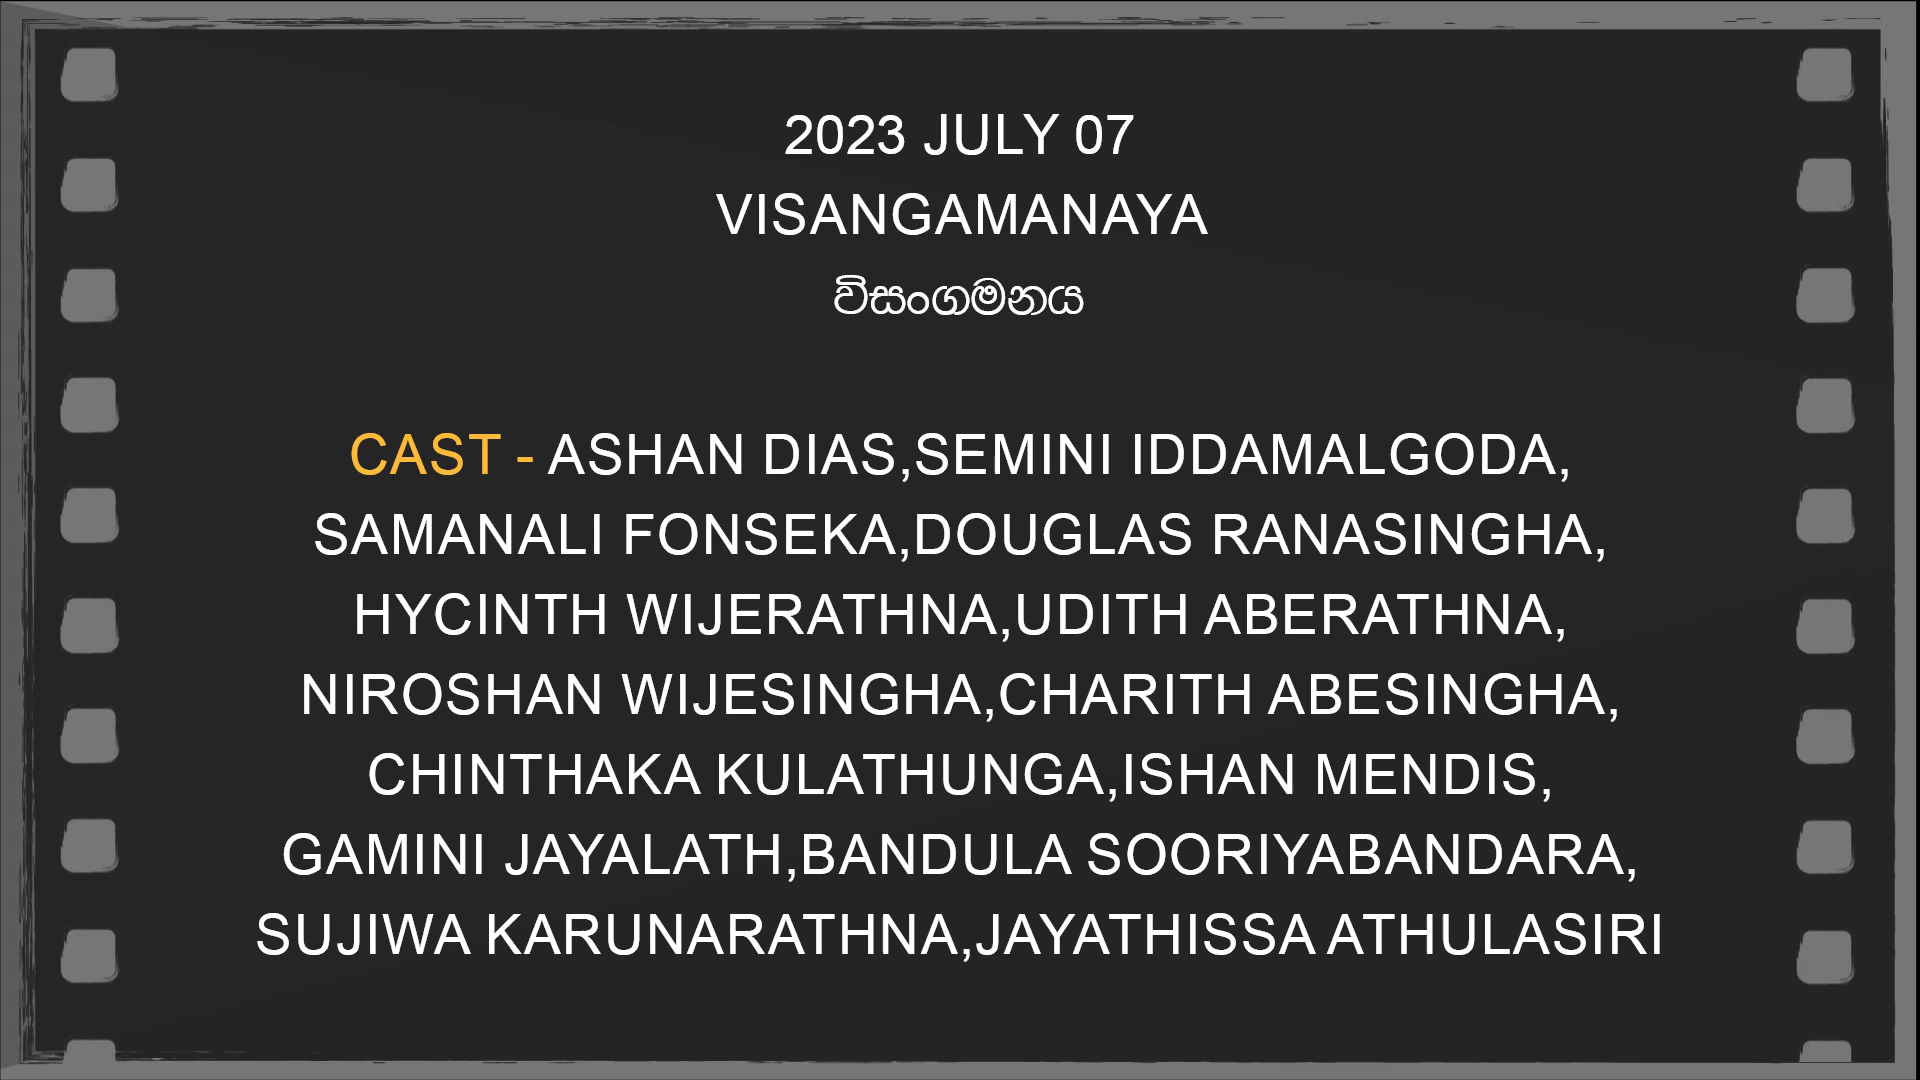 2023 JULY 07
VISANGAMANAYA
විසංගමනය
CAST - ASHAN DIAS,SEMINI IDDAMALGODA,
SAMANALI FONSEKA,DOUGLAS RANASINGHA,
HYCINTH WIJERATHNA,UDITH ABERATHNA,
NIROSHAN WIJESINGHA,CHARITH ABESINGHA,
CHINTHAKA KULATHUNGA,ISHAN MENDIS,
GAMINI JAYALATH,BANDULA SOORIYABANDARA,
SUJIWA KARUNARATHNA,JAYATHISSA ATHULASIRI